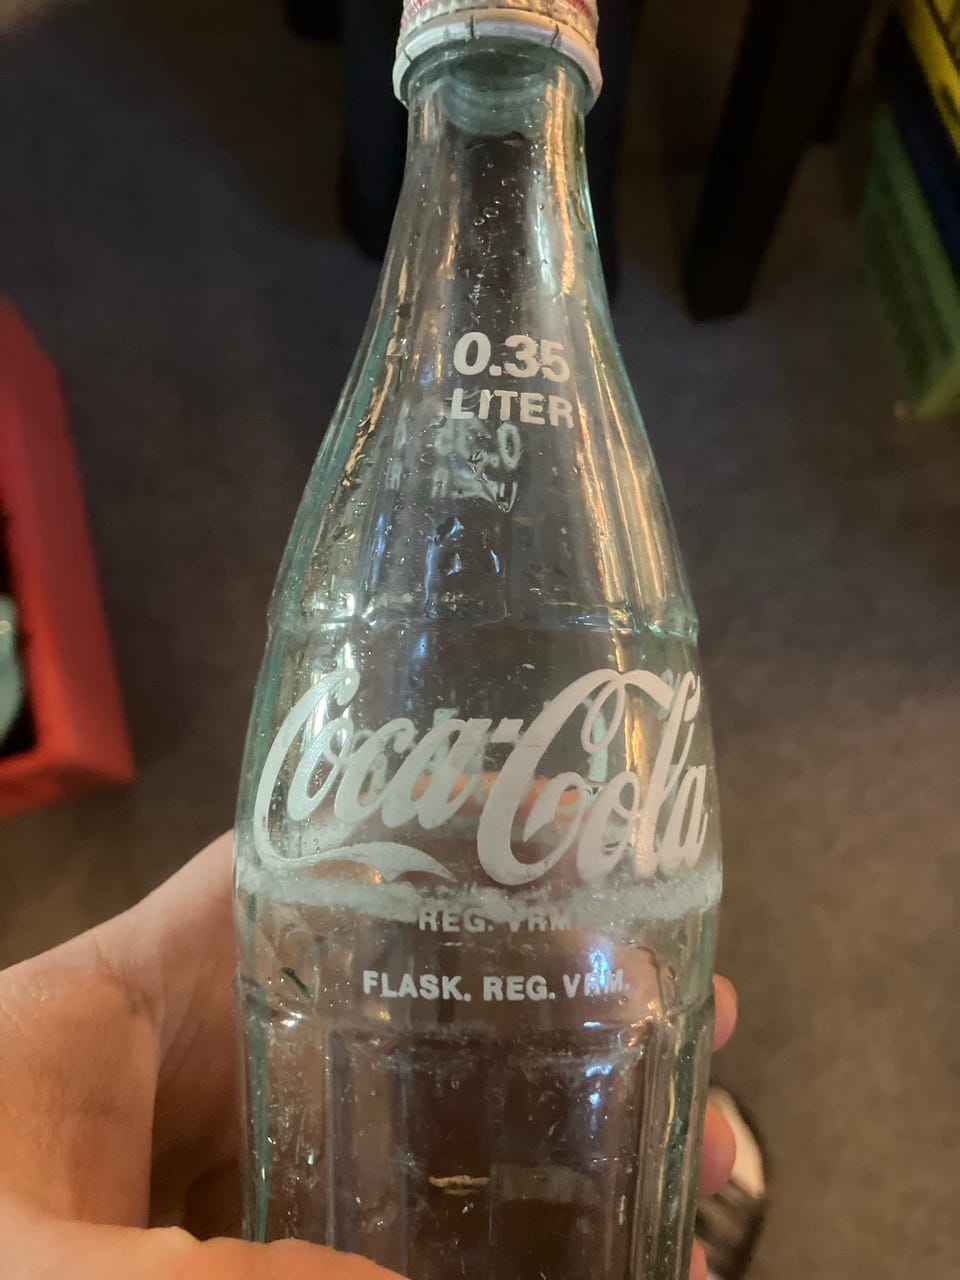 0.35
LITER
Coca-Cola
REG. VRM.
FLASK. REG. VRM.